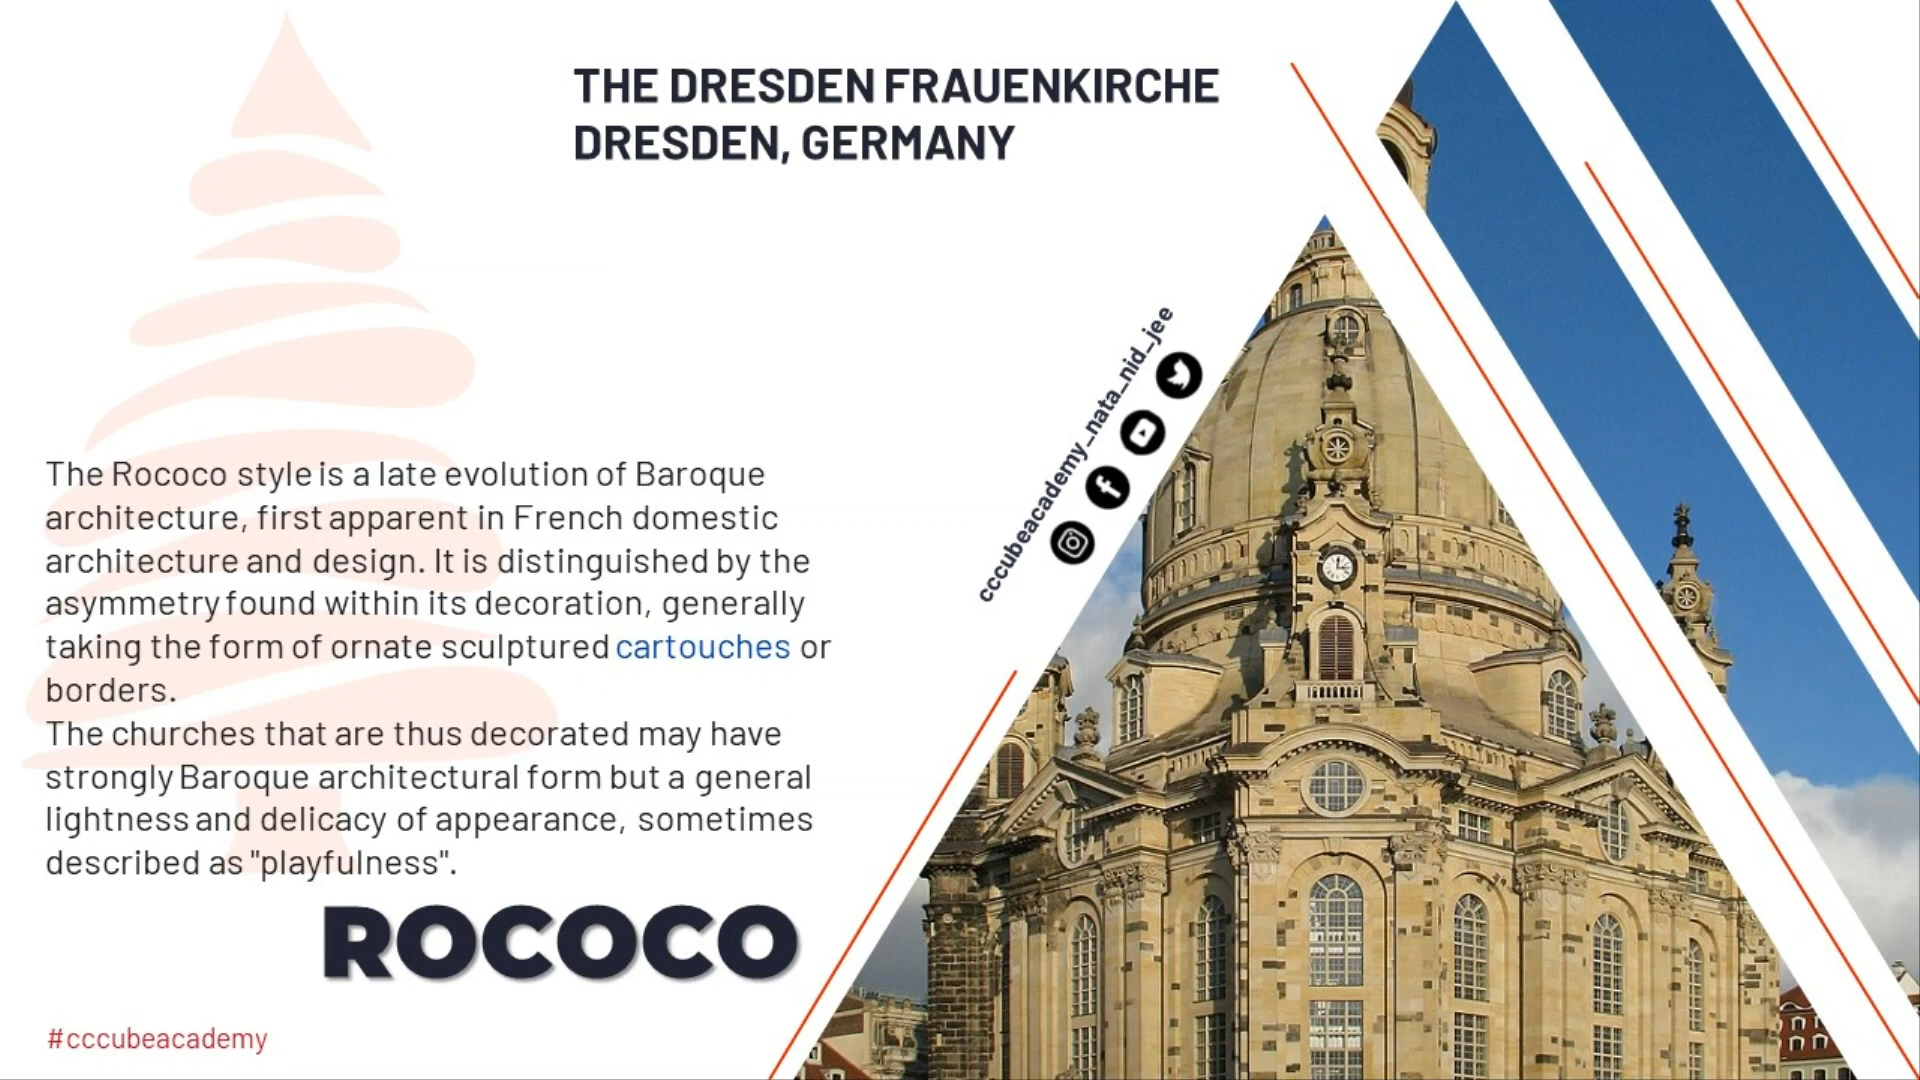 THE DRESDEN FRAUENKIRCHE
DRESDEN, GERMANY
cccubeacademy_nata_nid_jee
The Rococo style is a late evolution of Baroque
architecture, first apparent in French domestic
architecture and design. It is distinguished by the
asymmetry found within its decoration, generally
taking the form of ornate sculptured cartouches or
borders.
The churches that are thus decorated may have
strongly Baroque architectural form but a general
lightness and delicacy of appearance, sometimes
described as "playfulness".
ROCOCO
#cccubeacademy